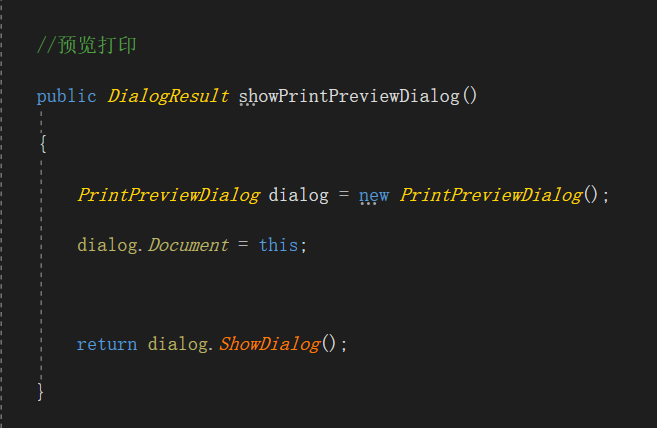 //预览打印
public DialogResult showPrintPreviewDialog()
{
PrintPreviewDialog dialog = new PrintPreviewDialog();
dialog.Document = this;
return dialog.ShowDialog();
}